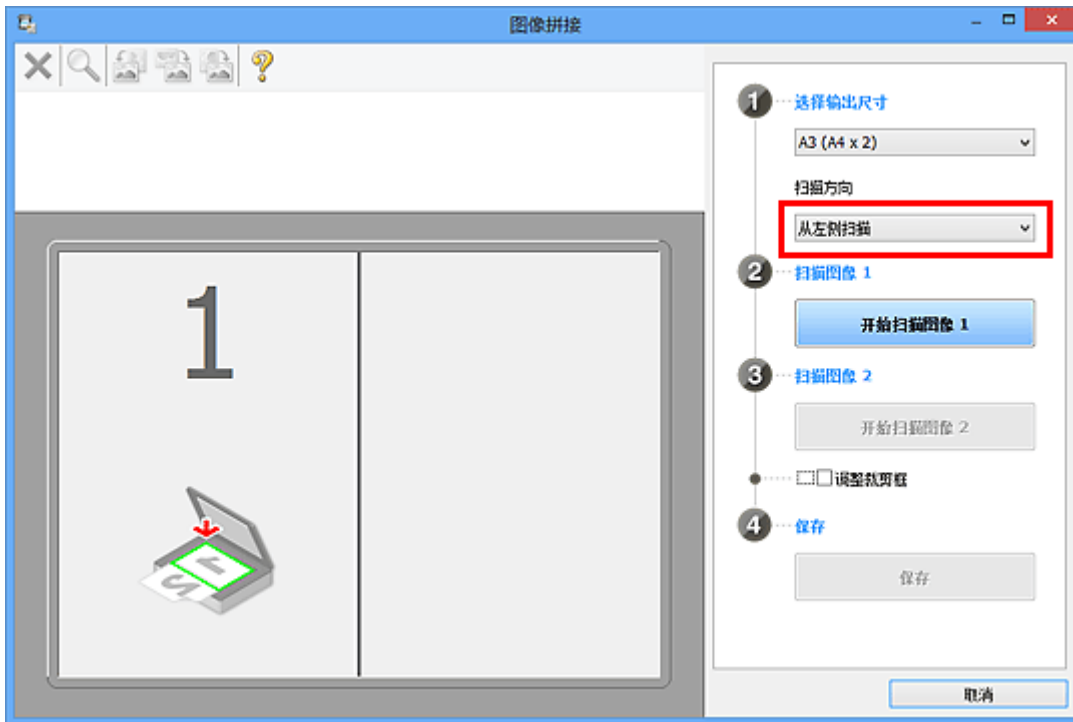 图像拼接
1 选择输出尺寸
A3 (A4 x 2)
扫描方向
从左侧扫描
2 扫描图像 1
开始扫描图像 1
3 扫描图像 2
开始扫描图像 2
调整裁剪框
4 保存
保存
取消
1
1
2